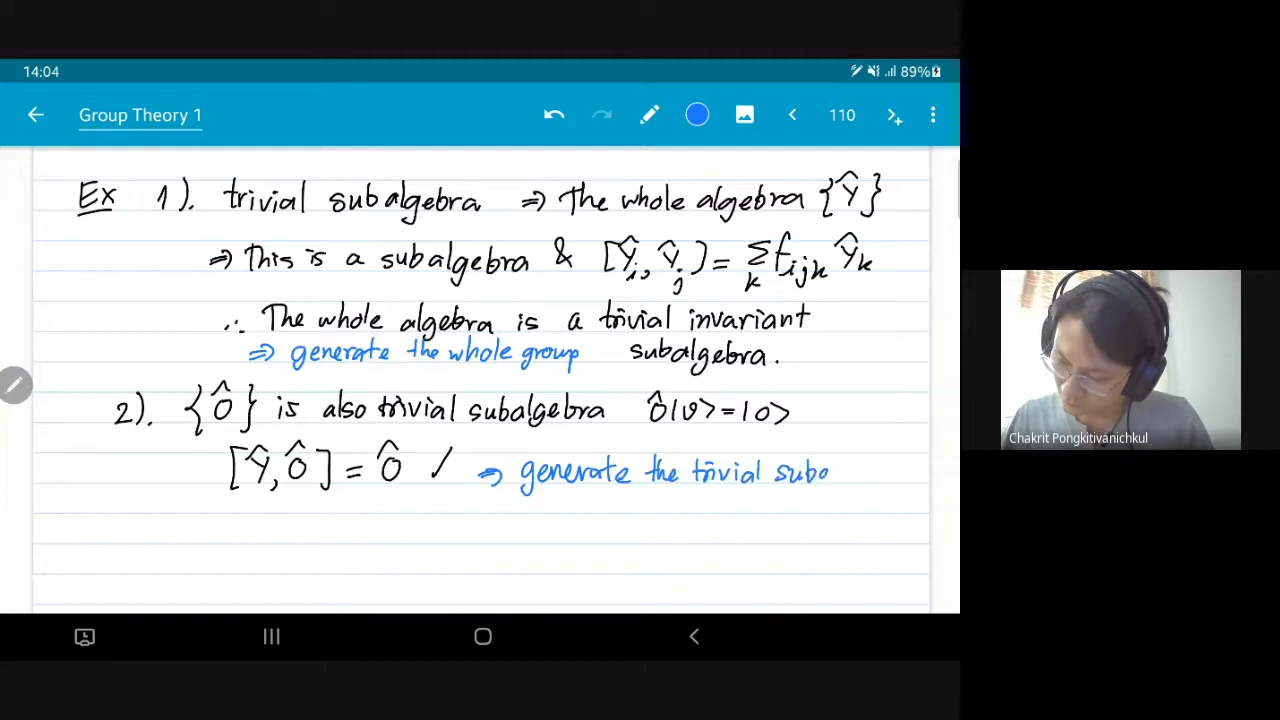 14:04
89%
Group Theory 1
110
Ex 1). trivial subalgebra ⇒ The whole algebra {Ŷ}
⇒ This is a subalgebra & [Ŷᵢ, Ŷⱼ] = Σₖ fᵢⱼₖ Ŷₖ
∴ The whole algebra is a trivial invariant
⇒ generate the whole group subalgebra.
2). {Ô} is also trivial subalgebra Ô|v> = |0>
[Ŷ, Ô] = Ô ✓ ⇒ generate the trivial subo
Chakrit Pongkitivanichkul